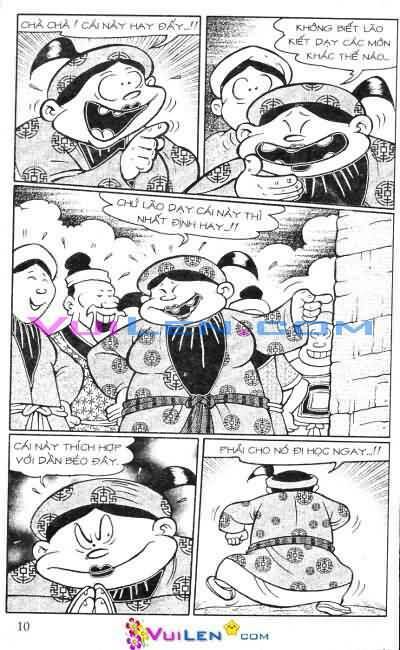 CHÀ CHÀ! CÁI NÀY HAY ĐẤY...!!
KHÔNG BIẾT LÃO
KIẾT DẠY CÁC MÔN
KHÁC THẾ NÀO...
CHỨ LÃO DẠY CÁI NÀY THÌ
NHẤT ĐỊNH HAY...!!
VUILEN.COM
CÁI NÀY THÍCH HỢP
VỚI DẦN BÉO ĐÂY.
PHẢI CHO NÓ ĐI HỌC NGAY...!!
10
VUILEN.COM